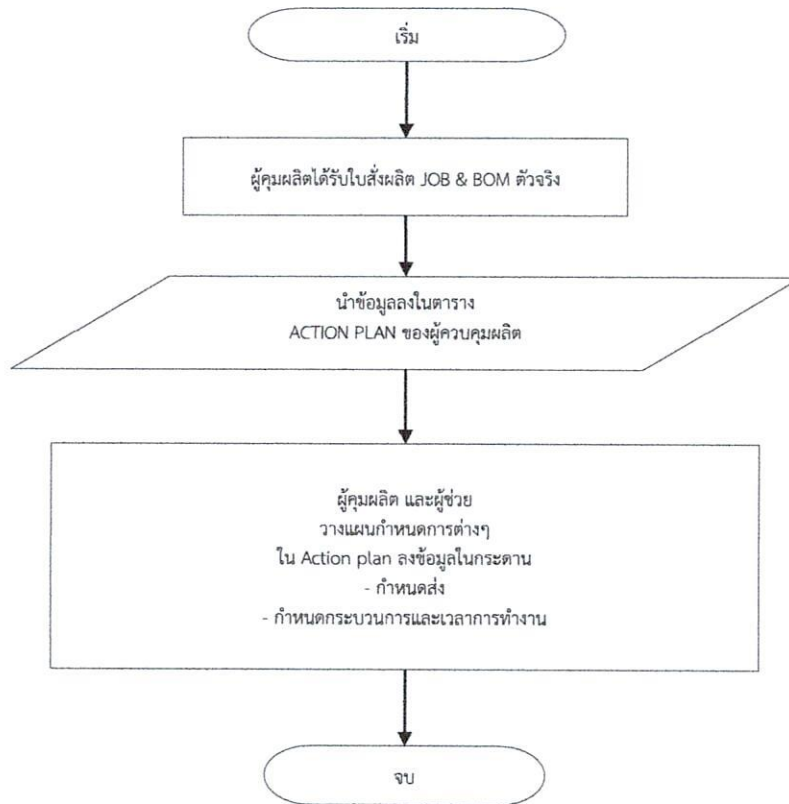 เริ่ม
ผู้คุมผลิตได้รับใบสั่งผลิต JOB & BOM ตัวจริง
นำข้อมูลลงในตาราง
ACTION PLAN ของผู้ควบคุมผลิต
ผู้คุมผลิต และผู้ช่วย
วางแผนกำหนดการต่างๆ
ใน Action plan ลงข้อมูลในกระดาน
- กำหนดส่ง
- กำหนดกระบวนการและเวลาการทำงาน
จบ